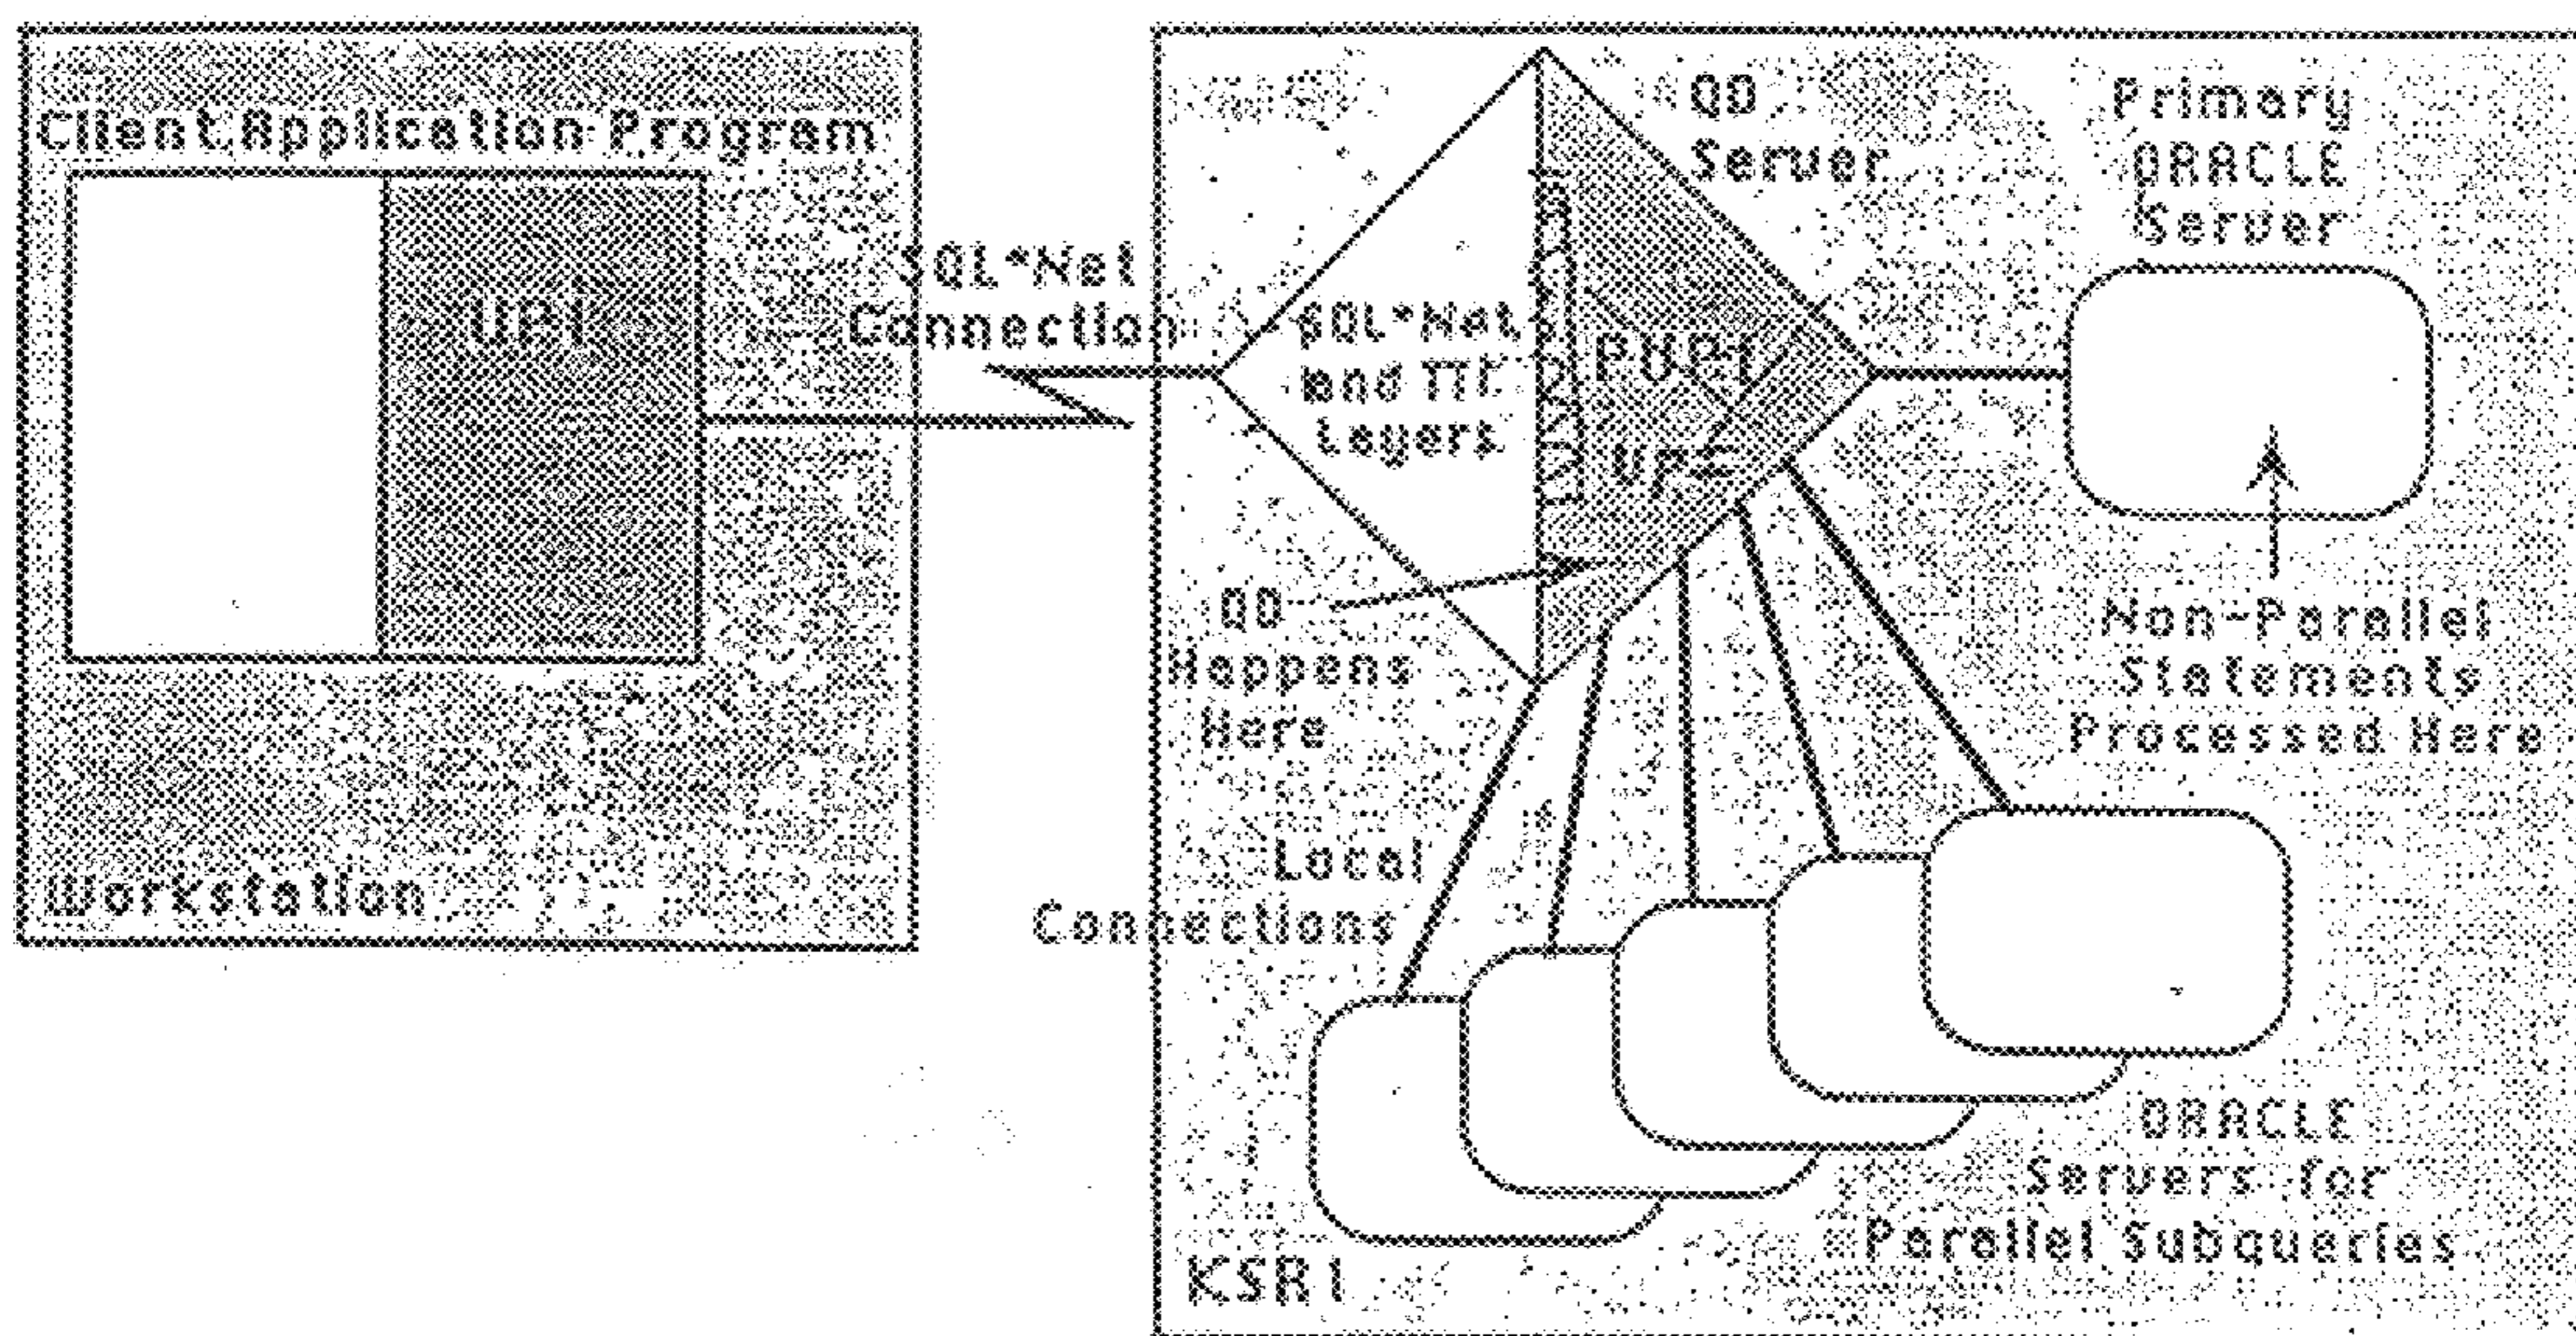 Client Application Program
UPI
Workstation
SQL*Net
Connection
SQL*Net
and TTC
Layers
QD
Server
PUPI
UPI
Primary
ORACLE
Server
QD
Happens
Here
Non-Parallel
Statements
Processed Here
Local
Connections
ORACLE
Servers for
Parallel Subqueries
KSR1